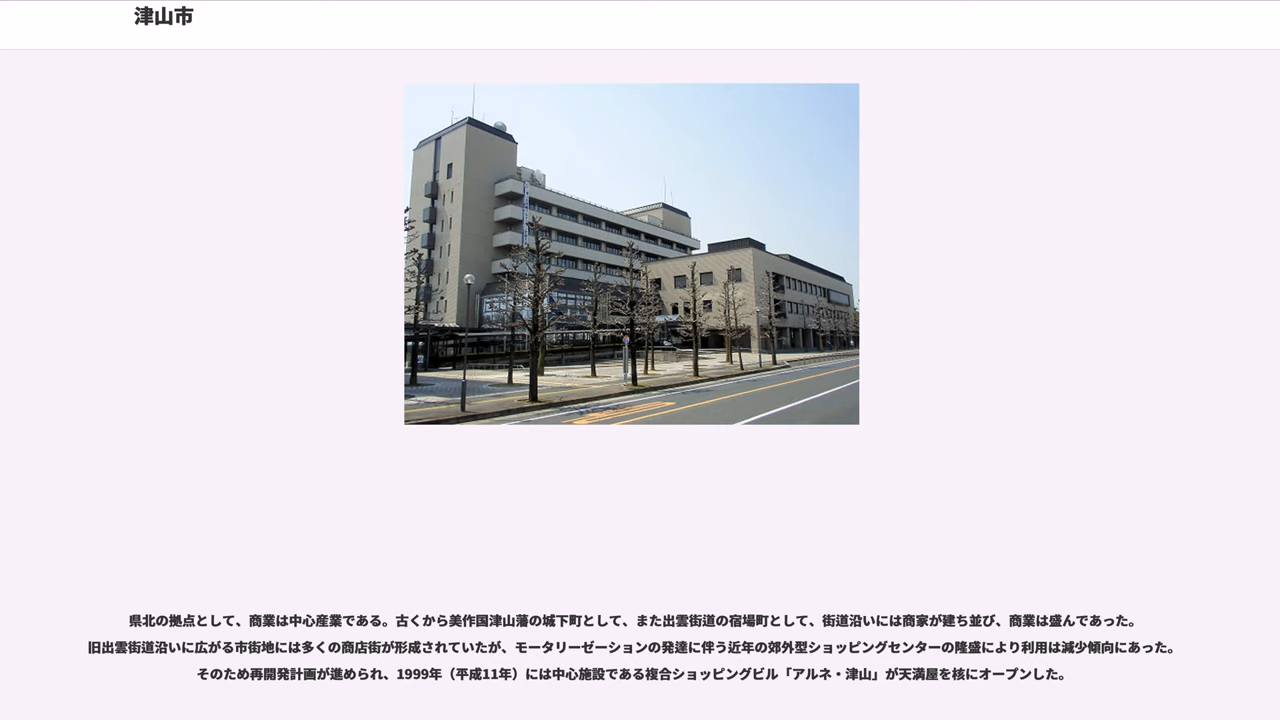 津山市
県北の拠点として、商業は中心産業である。古くから美作国津山藩の城下町として、また出雲街道の宿場町として、街道沿いには商家が建ち並び、商業は盛んであった。
旧出雲街道沿いに広がる市街地には多くの商店街が形成されていたが、モータリーゼーションの発達に伴う近年の郊外型ショッピングセンターの隆盛により利用は減少傾向にあった。
そのため再開発計画が進められ、1999年（平成11年）には中心施設である複合ショッピングビル「アルネ・津山」が天満屋を核にオープンした。